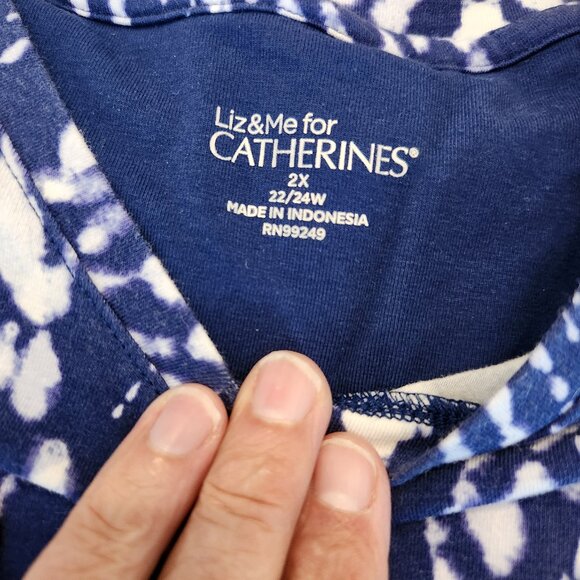 Liz&Me for
CATHERINES®
2X
22/24W
MADE IN INDONESIA
RN99249